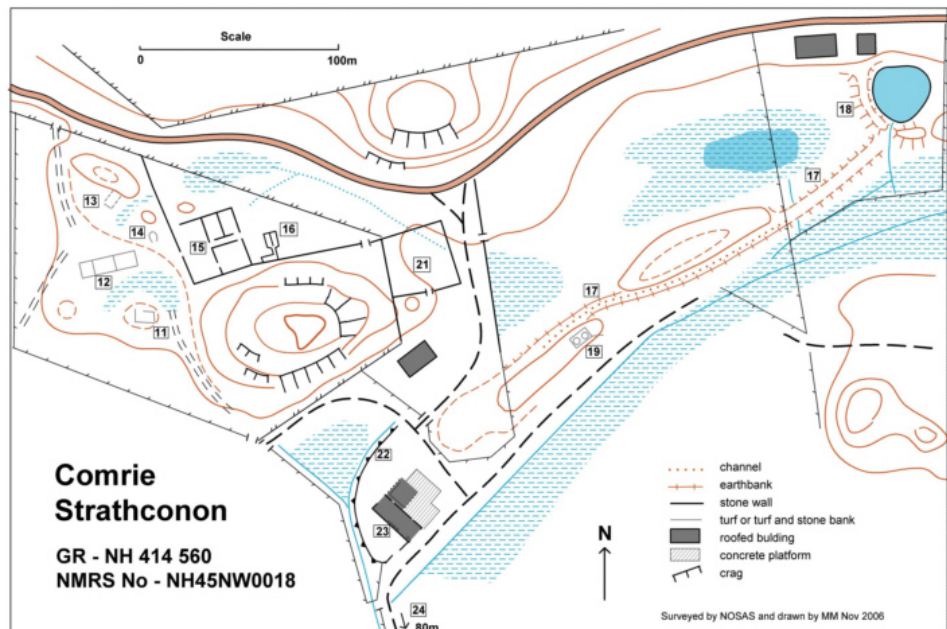 Scale
0 100m
18
17
13
14
15
16
21
12
11
17
19
22
23
24
80m
Comrie
Strathconon
GR - NH 414 560
NMRS No - NH45NW0018
N
channel
earthbank
stone wall
turf or turf and stone bank
roofed bulding
concrete platform
crag
Surveyed by NOSAS and drawn by MM Nov 2006